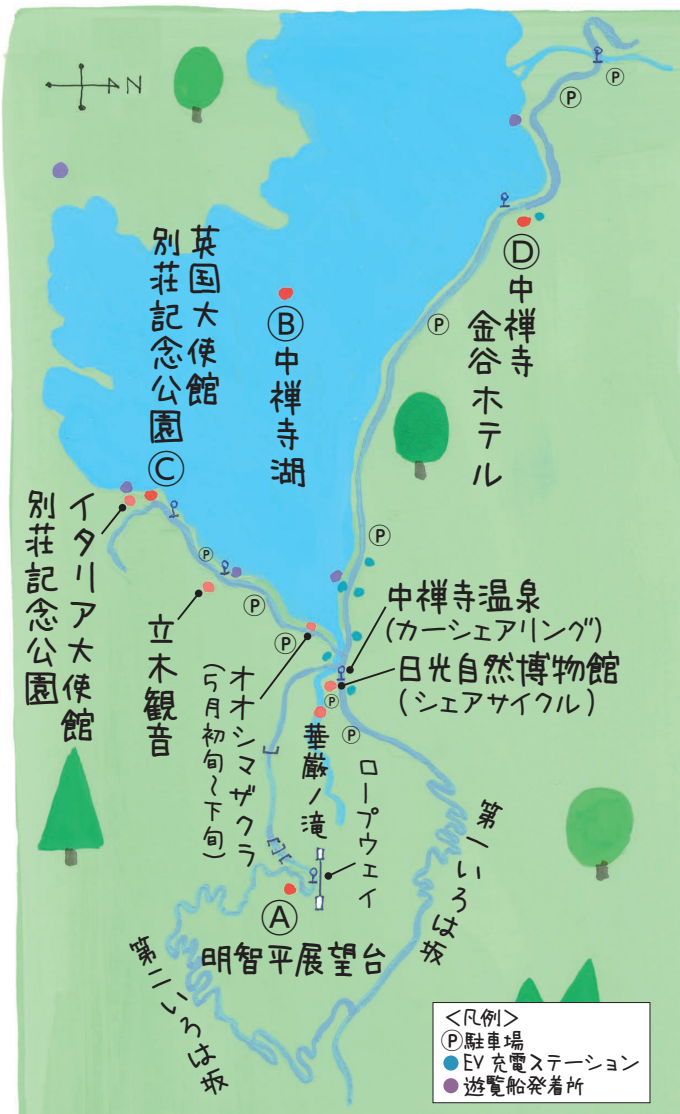 N
Ⓟ
Ⓟ
英国大使館
別荘記念公園
Ⓒ
Ⓑ中禅寺湖
Ⓓ中禅寺
金谷ホテル
Ⓟ
Ⓟ
イタリア大使館
別荘記念公園
立木観音
Ⓟ
Ⓟ
Ⓟ
オオシマザクラ
(5月初旬〜下旬)
中禅寺温泉
(カーシェアリング)
日光自然博物館
(シェアサイクル)
Ⓟ
Ⓟ
華厳ノ滝
ロープウェイ
第一いろは坂
Ⓐ
明智平展望台
第二いろは坂
<凡例>
Ⓟ駐車場
EV 充電ステーション
遊覧船発着所